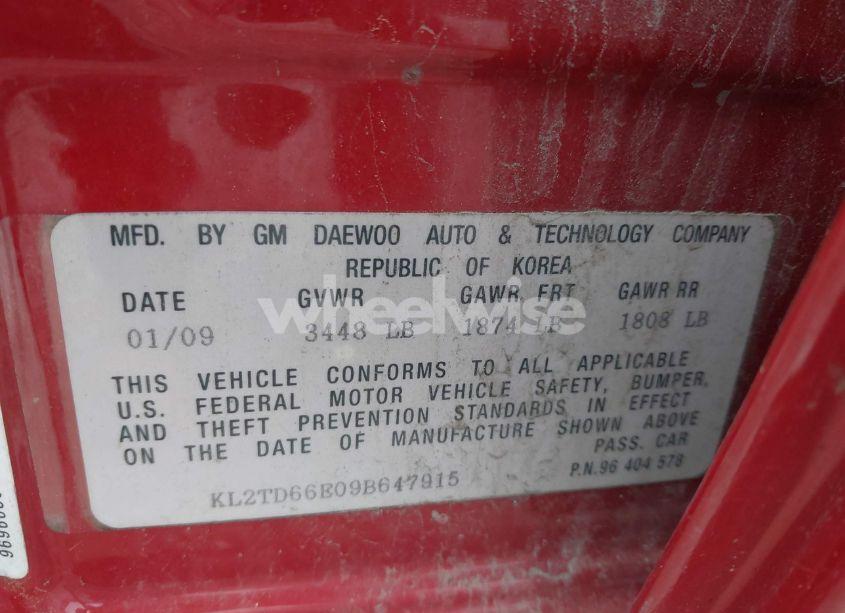 MFD. BY GM DAEWOO AUTO & TECHNOLOGY COMPANY
REPUBLIC OF KOREA
DATE GVWR GAWR FRT GAWR RR
01/09 3448 LB 1874 LB 1808 LB
wheelwise
THIS VEHICLE CONFORMS TO ALL APPLICABLE
U.S. FEDERAL MOTOR VEHICLE SAFETY, BUMPER,
AND THEFT PREVENTION STANDARDS IN EFFECT
ON THE DATE OF MANUFACTURE SHOWN ABOVE
PASS. CAR
P.N.96 404 578
KL2TD66E09B647915